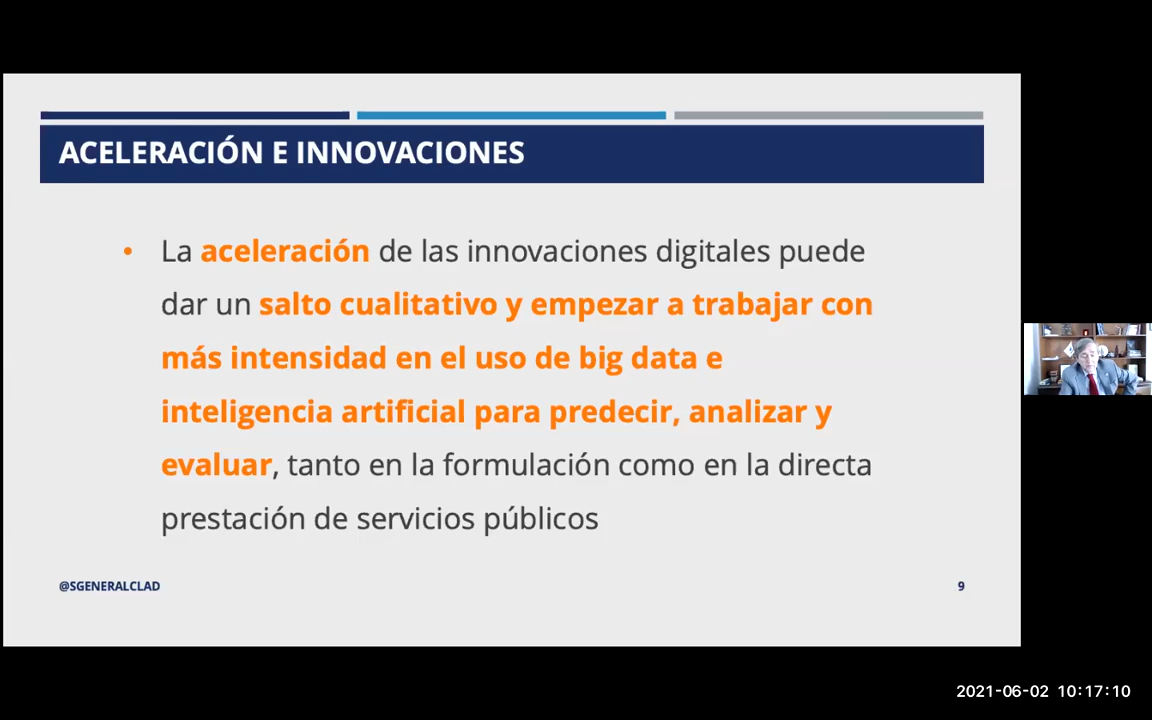 ACELERACIÓN E INNOVACIONES
• La aceleración de las innovaciones digitales puede
dar un salto cualitativo y empezar a trabajar con
más intensidad en el uso de big data e
inteligencia artificial para predecir, analizar y
evaluar, tanto en la formulación como en la directa
prestación de servicios públicos
@SGENERALCLAD
9
2021-06-02 10:17:10